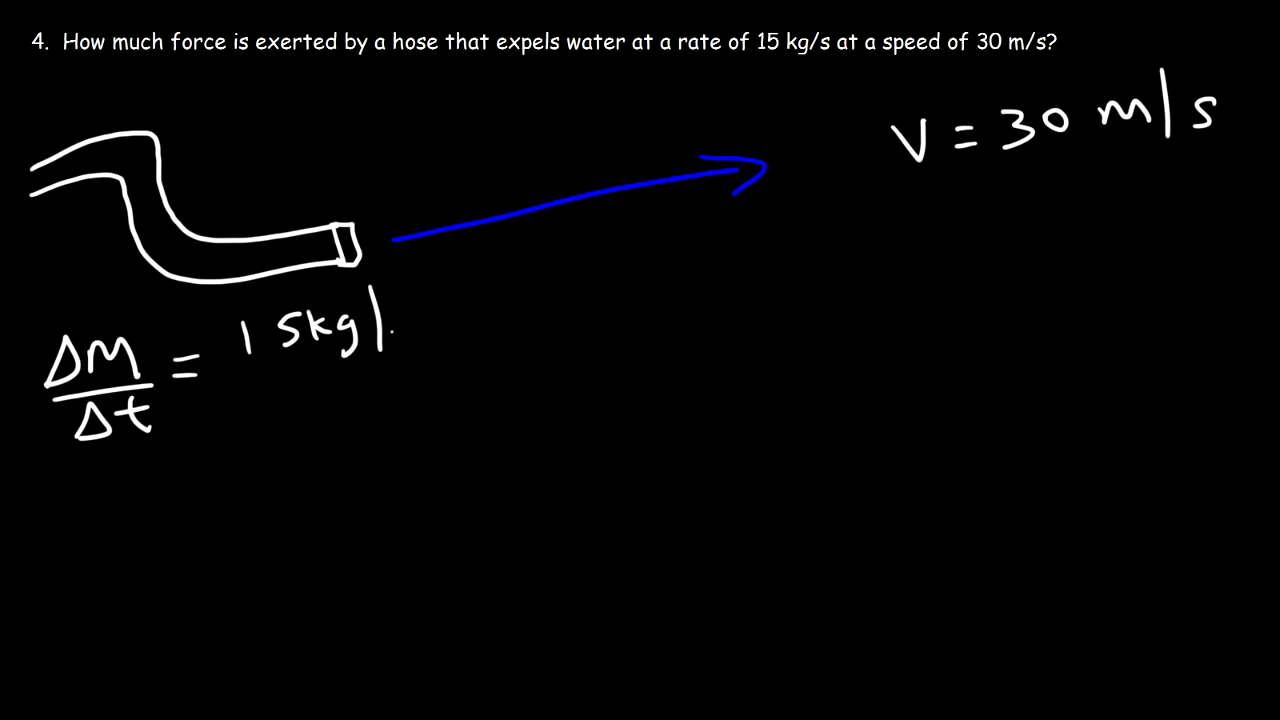 4. How much force is exerted by a hose that expels water at a rate of 15 kg/s at a speed of 30 m/s?
V = 30 m/s
ΔM/Δt = 15kg/.